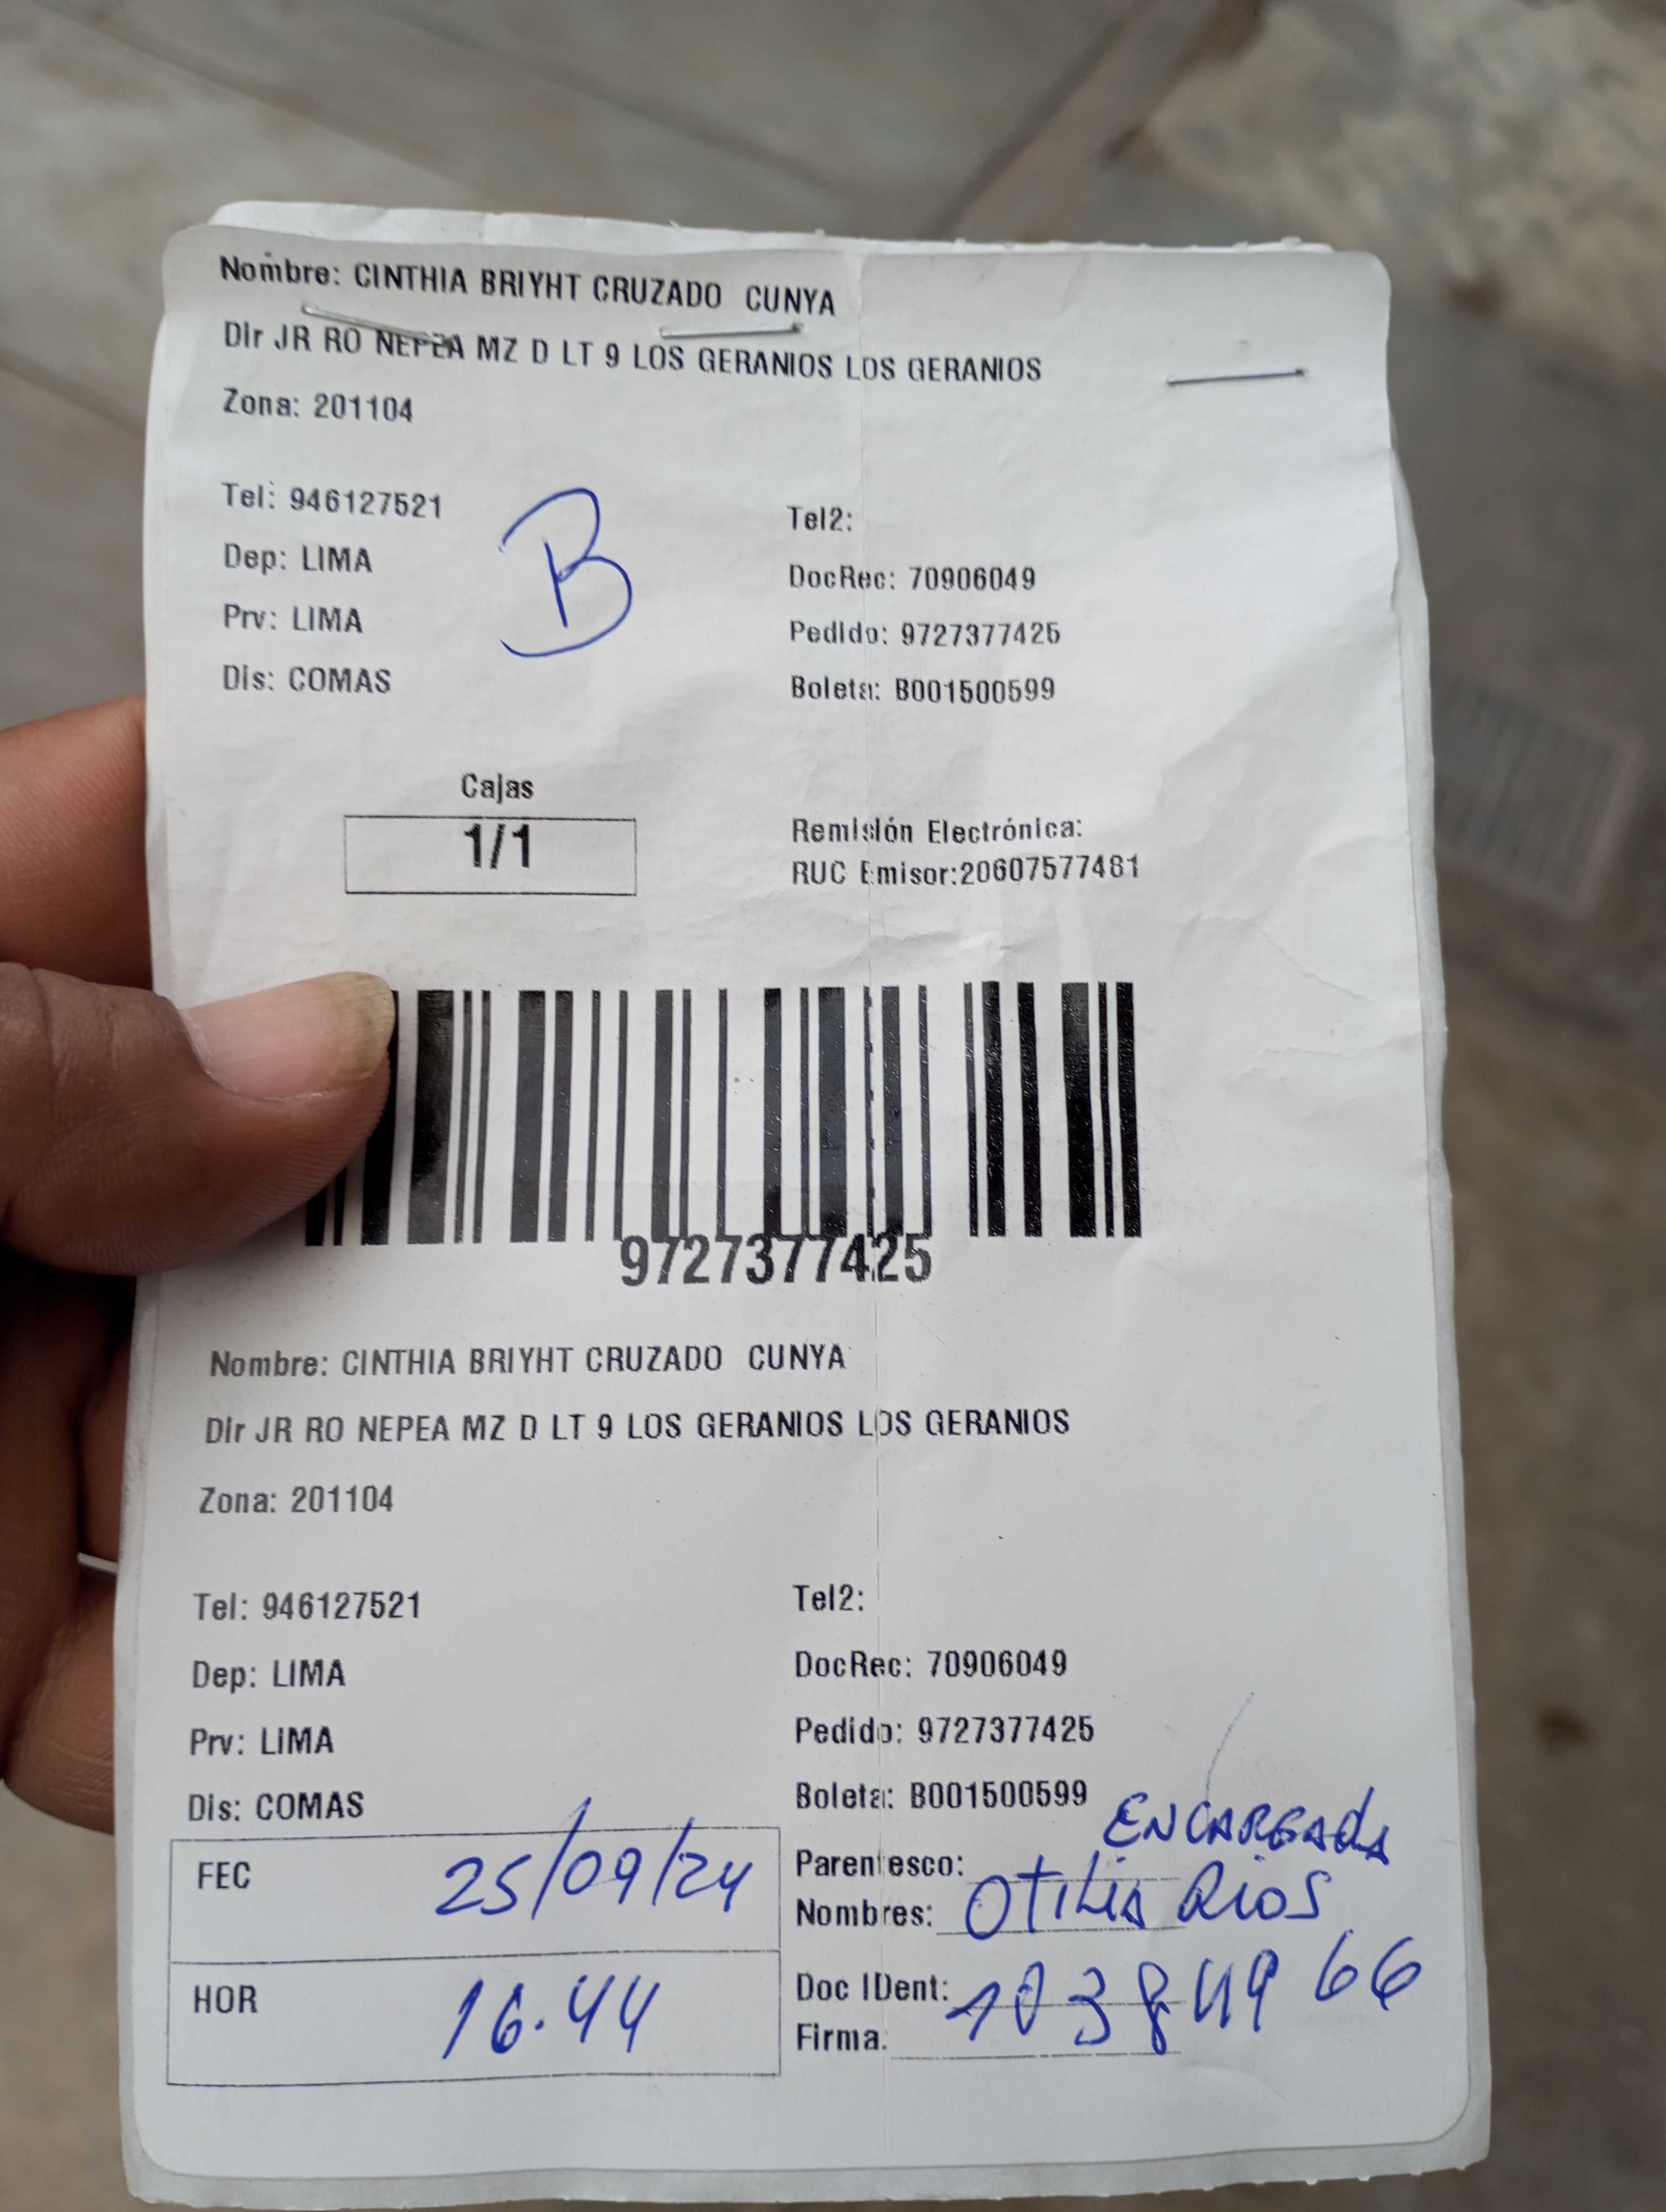 Nombre: CINTHIA BRIYHT CRUZADO CUNYA
Dir JR RO NEPEA MZ D LT 9 LOS GERANIOS LOS GERANIOS
Zona: 201104
Tel: 946127521
Tel2:
Dep: LIMA
B
DocRec: 70906049
Prv: LIMA
Pedido: 9727377425
Dis: COMAS
Boleta: B001500599
Cajas
1/1
Remisión Electrónica:
RUC Emisor:20607577481
9727377425
Nombre: CINTHIA BRIYHT CRUZADO CUNYA
Dir JR RO NEPEA MZ D LT 9 LOS GERANIOS LOS GERANIOS
Zona: 201104
Tel: 946127521
Tel2:
Dep: LIMA
DocRec: 70906049
Prv: LIMA
Pedido: 9727377425
Dis: COMAS
Boleta: B001500599
FEC 25/09/24
Parentesco: ENCARGADA
Nombres: OTILIA RIOS
HOR 16.44
Doc IDent: 103849 66
Firma: